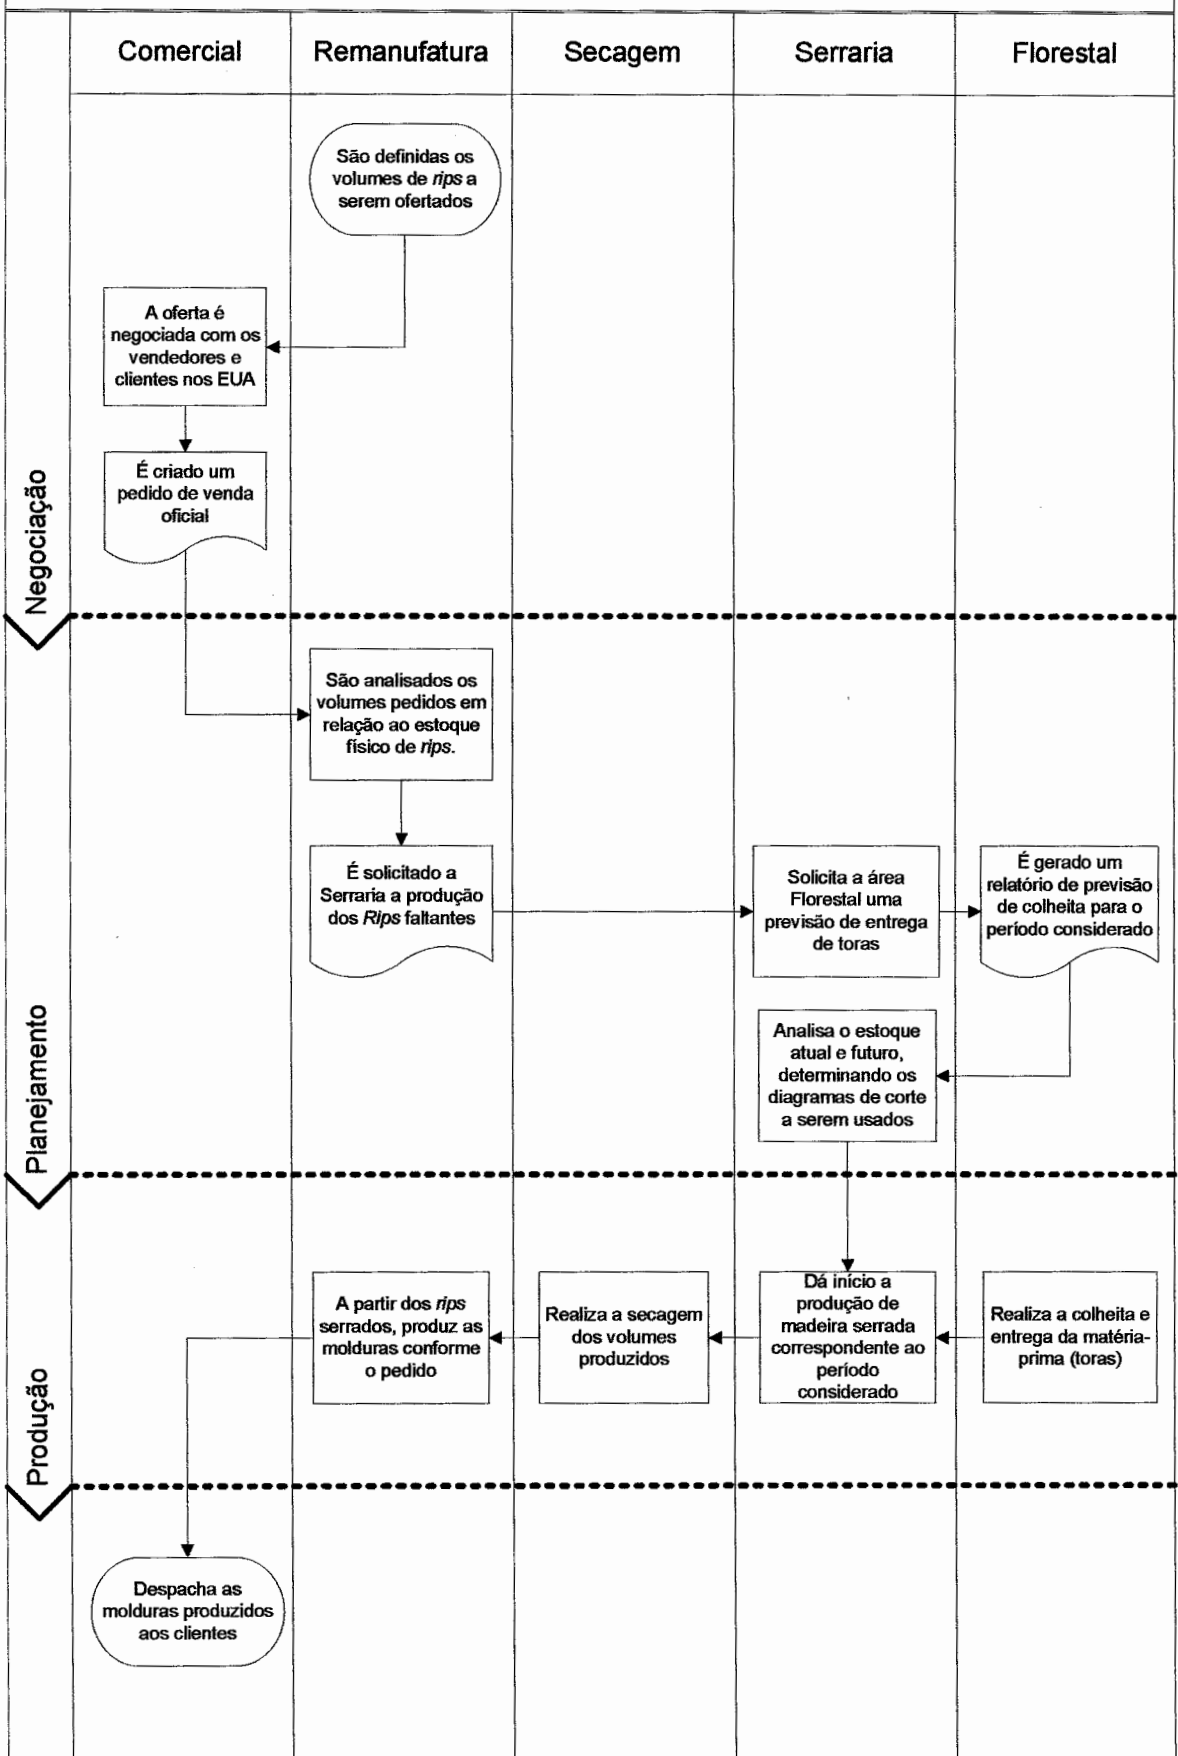 Comercial
Remanufatura
Secagem
Serraria
Florestal
São definidas os
volumes de rips a
serem ofertados
A oferta é
negociada com os
vendedores e
clientes nos EUA
É criado um
pedido de venda
oficial
Negociação
São analisados os
volumes pedidos em
relação ao estoque
físico de rips.
É solicitado a
Serraria a produção
dos Rips faltantes
Solicita a área
Florestal uma
previsão de entrega
de toras
É gerado um
relatório de previsão
de colheita para o
período considerado
Analisa o estoque
atual e futuro,
determinando os
diagramas de corte
a serem usados
Planejamento
A partir dos rips
serrados, produz as
molduras conforme
o pedido
Realiza a secagem
dos volumes
produzidos
Dá início a
produção de
madeira serrada
correspondente ao
período
considerado
Realiza a colheita e
entrega da matéria-
prima (toras)
Produção
Despacha as
molduras produzidos
aos clientes